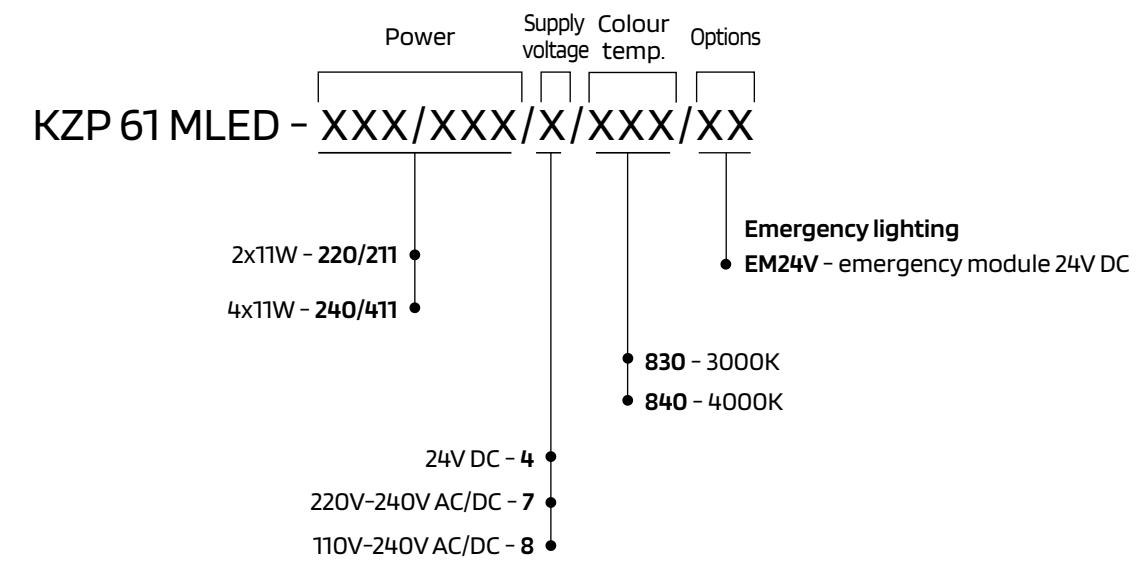 Power
Supply voltage
Colour temp.
Options
KZP 61 MLED - XXX/XXX/X/XXX/XX
2x11W - 220/211
4x11W - 240/411
Emergency lighting
EM24V - emergency module 24V DC
830 - 3000K
840 - 4000K
24V DC - 4
220V-240V AC/DC - 7
110V-240V AC/DC - 8